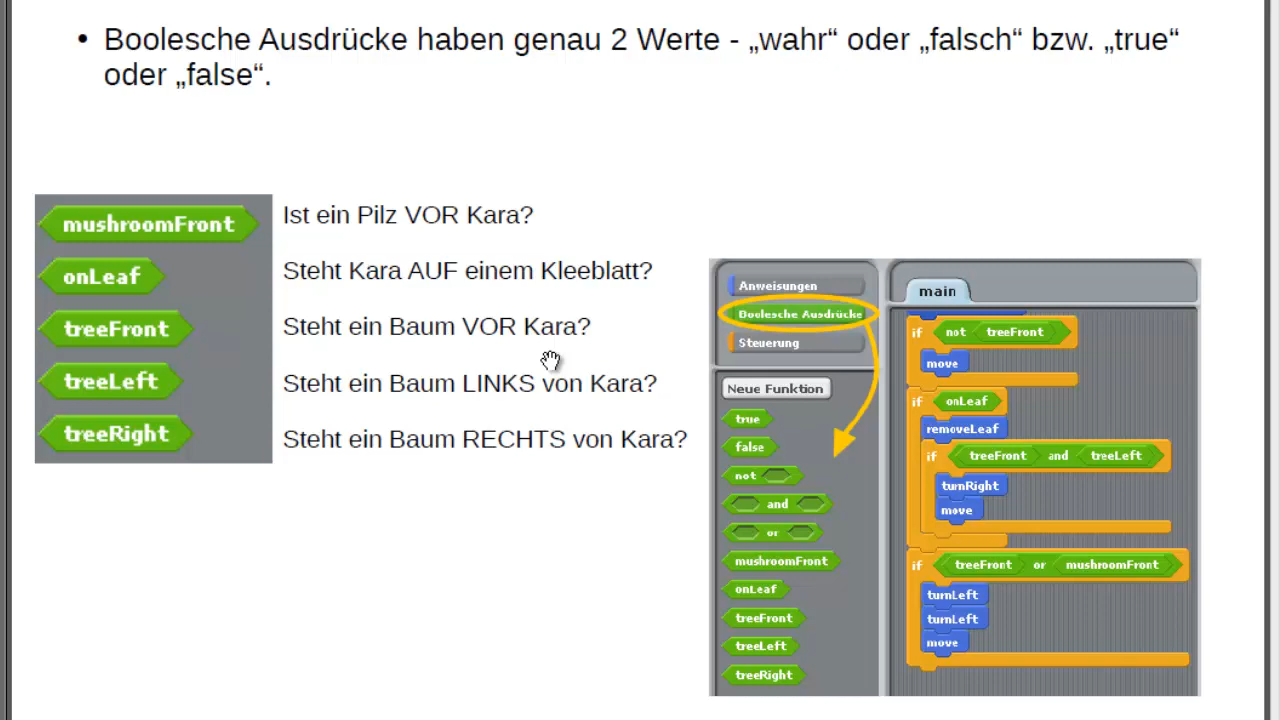 • Boolesche Ausdrücke haben genau 2 Werte - „wahr“ oder „falsch“ bzw. „true“
oder „false“.
mushroomFront
Ist ein Pilz VOR Kara?
onLeaf
Steht Kara AUF einem Kleeblatt?
treeFront
Steht ein Baum VOR Kara?
treeLeft
Steht ein Baum LINKS von Kara?
treeRight
Steht ein Baum RECHTS von Kara?
Anweisungen
Boolesche Ausdrücke
Steuerung
Neue Funktion
true
false
not
and
or
mushroomFront
onLeaf
treeFront
treeLeft
treeRight
main
if not treeFront
move
if onLeaf
removeLeaf
if treeFront and treeLeft
turnRight
move
if treeFront or mushroomFront
turnLeft
turnLeft
move